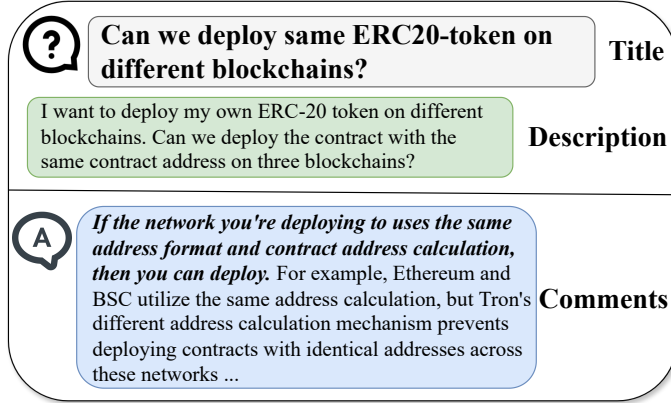 ?
Can we deploy same ERC20-token on
different blockchains?
Title
I want to deploy my own ERC-20 token on different
blockchains. Can we deploy the contract with the
same contract address on three blockchains?
Description
A
If the network you're deploying to uses the same
address format and contract address calculation,
then you can deploy. For example, Ethereum and
BSC utilize the same address calculation, but Tron's
different address calculation mechanism prevents
deploying contracts with identical addresses across
these networks ...
Comments